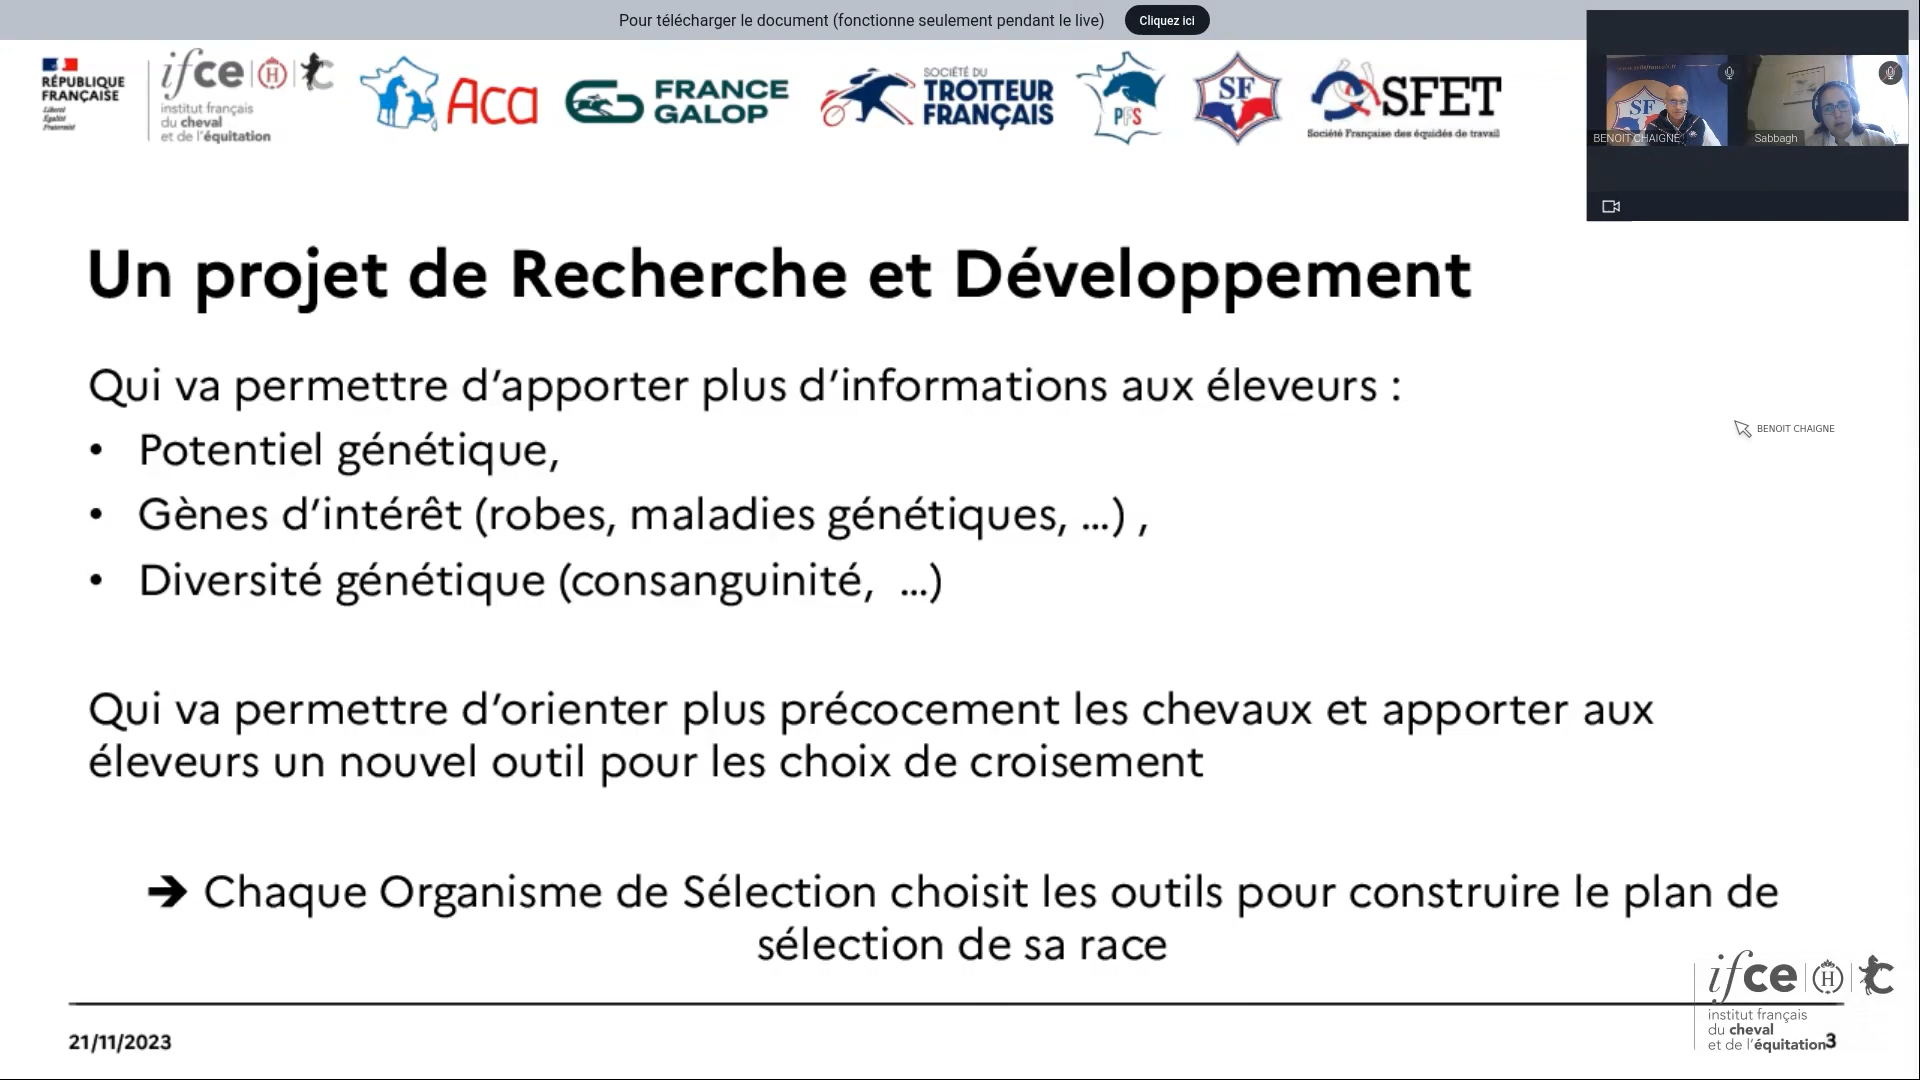 Pour télécharger le document (fonctionne seulement pendant le live)
Cliquez ici
RÉPUBLIQUE
FRANÇAISE
Liberté
Égalité
Fraternité
ifce
institut français
du cheval
et de l'équitation
Aca
FRANCE
GALOP
SOCIÉTÉ DU
TROTTEUR
FRANÇAIS
PFS
SF
SFET
Société Française des équidés de travail
SF
BENOIT CHAIGNE
Sabbagh
Un projet de Recherche et Développement
Qui va permettre d'apporter plus d'informations aux éleveurs :
• Potentiel génétique,
BENOIT CHAIGNE
• Gènes d'intérêt (robes, maladies génétiques, ...) ,
• Diversité génétique (consanguinité, ...)
Qui va permettre d'orienter plus précocement les chevaux et apporter aux
éleveurs un nouvel outil pour les choix de croisement
➔ Chaque Organisme de Sélection choisit les outils pour construire le plan de
sélection de sa race
ifce H
institut français
du cheval
et de l'équitation
21/11/2023
3